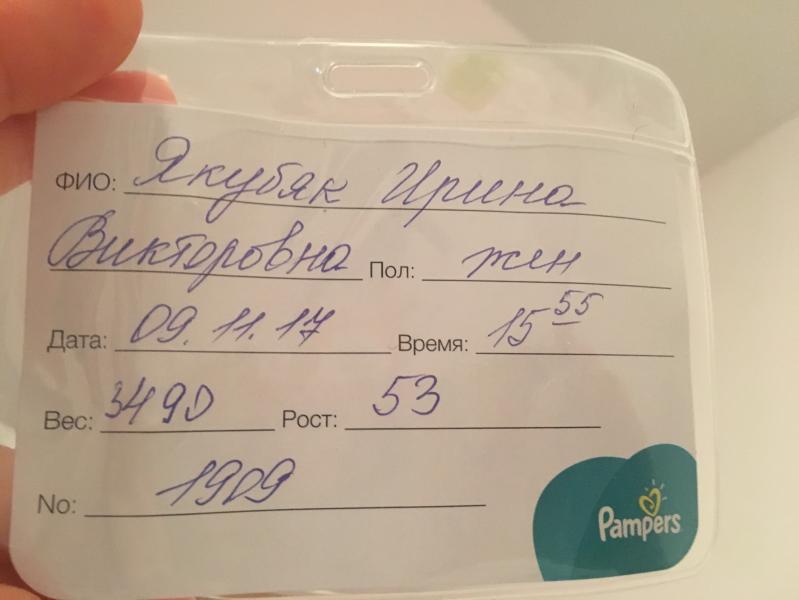 ФИО: Якубяк Ирина
Викторовна Пол: жен
Дата: 09.11.17 Время: 15 55
Вес: 3490 Рост: 53
No: 1909
Pampers